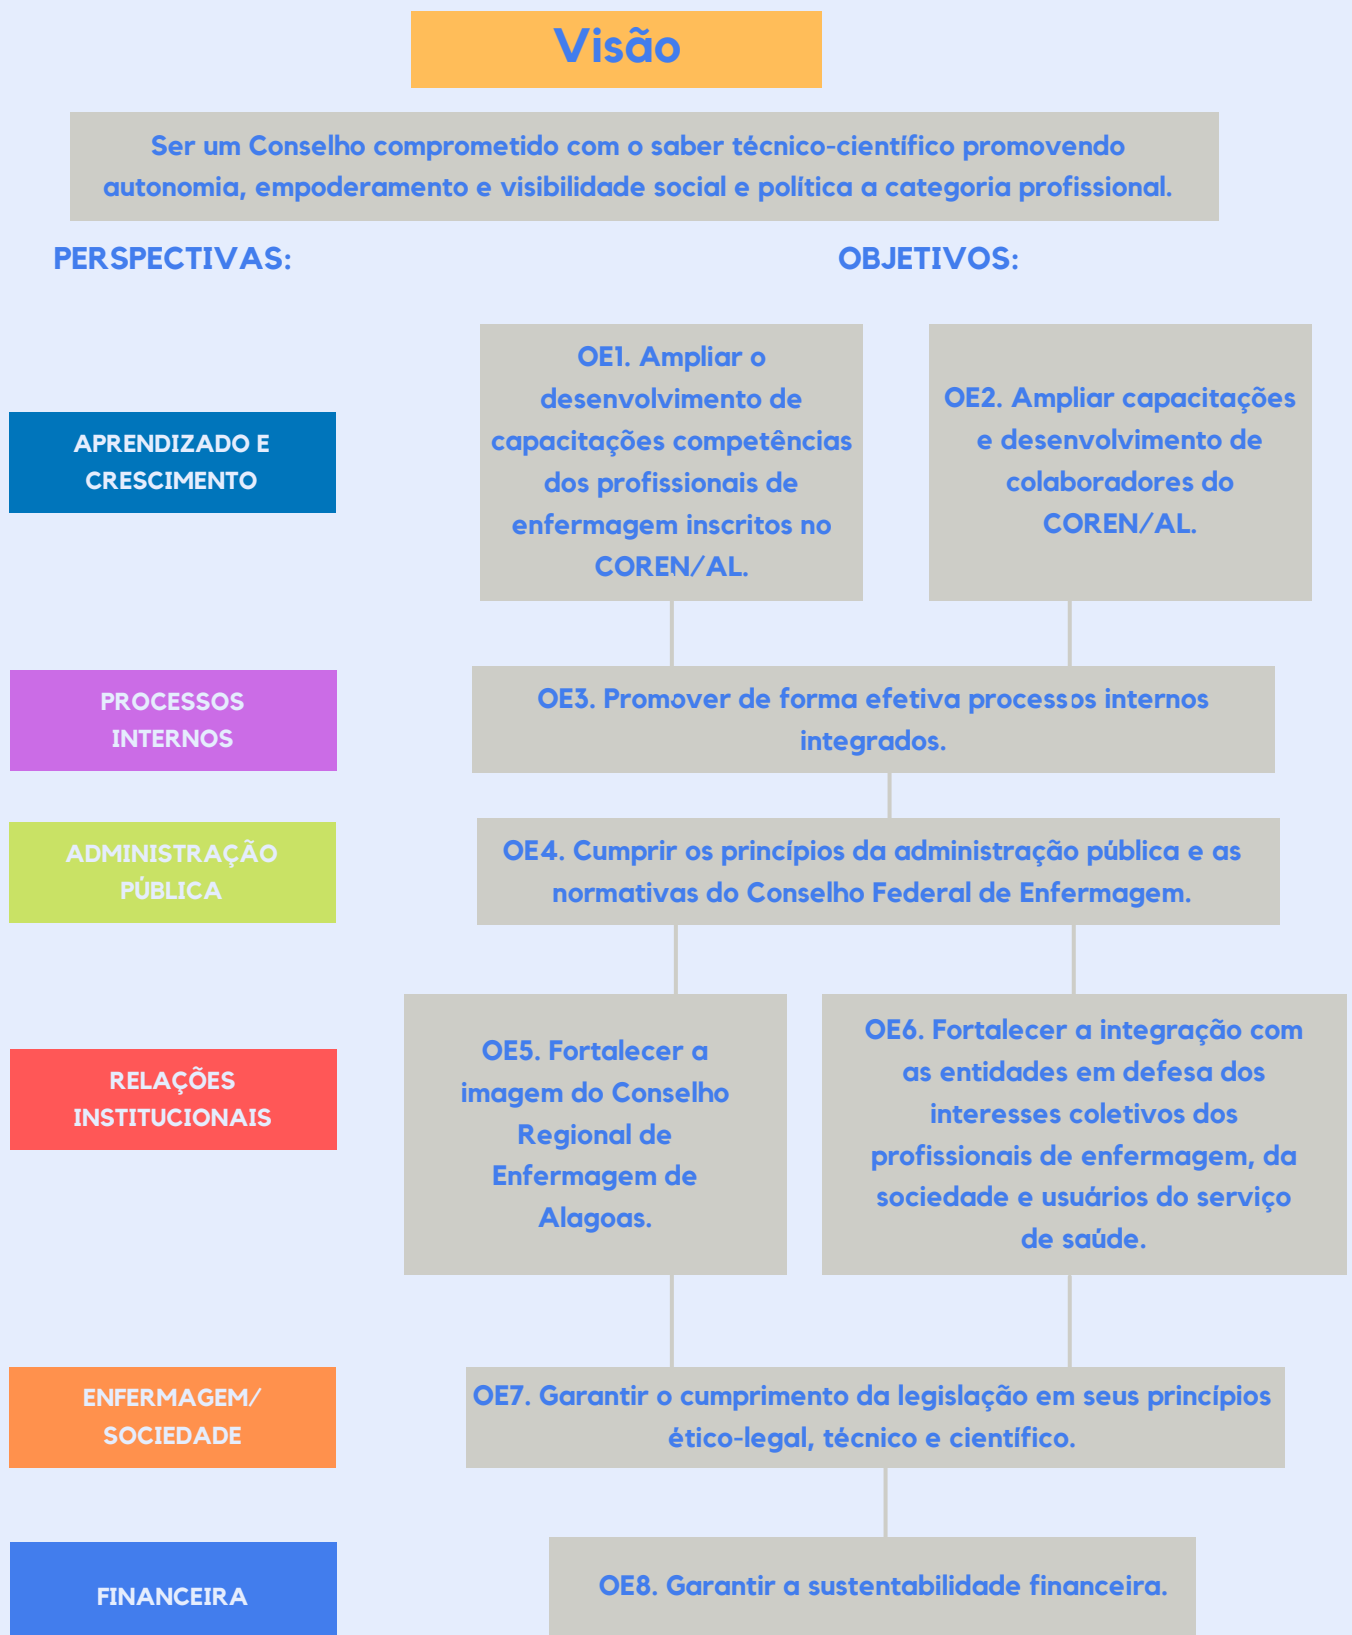 Visão
Ser um Conselho comprometido com o saber técnico-científico promovendo
autonomia, empoderamento e visibilidade social e política a categoria profissional.
PERSPECTIVAS:
OBJETIVOS:
APRENDIZADO E
CRESCIMENTO
OE1. Ampliar o
desenvolvimento de
capacitações competências
dos profissionais de
enfermagem inscritos no
COREN/AL.
OE2. Ampliar capacitações
e desenvolvimento de
colaboradores do
COREN/AL.
PROCESSOS
INTERNOS
OE3. Promover de forma efetiva processos internos
integrados.
ADMINISTRAÇÃO
PÚBLICA
OE4. Cumprir os princípios da administração pública e as
normativas do Conselho Federal de Enfermagem.
RELAÇÕES
INSTITUCIONAIS
OE5. Fortalecer a
imagem do Conselho
Regional de
Enfermagem de
Alagoas.
OE6. Fortalecer a integração com
as entidades em defesa dos
interesses coletivos dos
profissionais de enfermagem, da
sociedade e usuários do serviço
de saúde.
ENFERMAGEM/
SOCIEDADE
OE7. Garantir o cumprimento da legislação em seus princípios
ético-legal, técnico e científico.
FINANCEIRA
OE8. Garantir a sustentabilidade financeira.